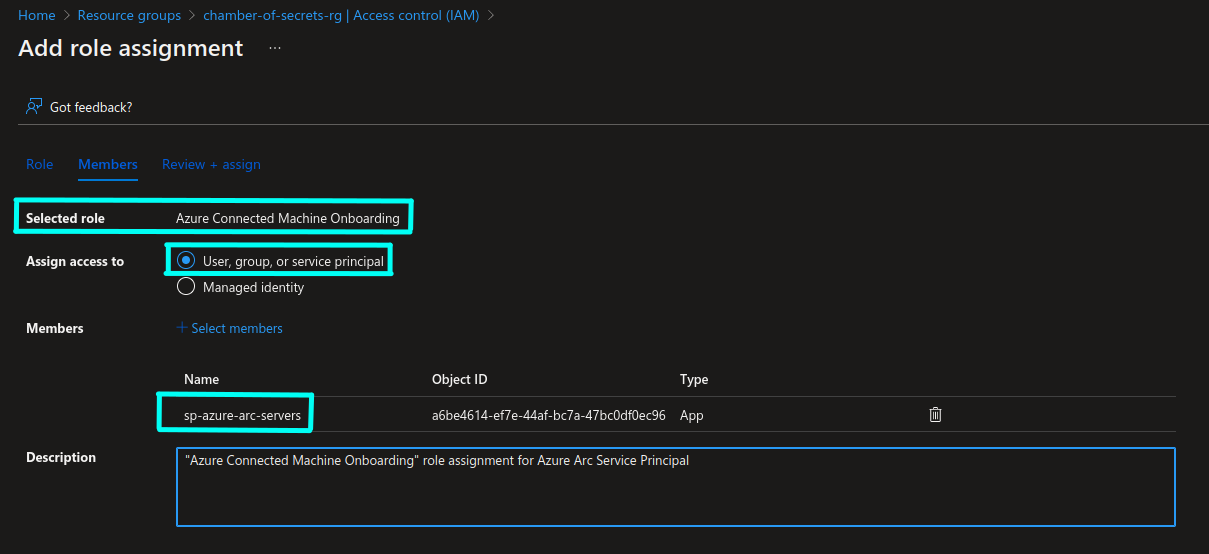 Home > Resource groups > chamber-of-secrets-rg | Access control (IAM) >
Add role assignment ...
Got feedback?
Role Members Review + assign
Selected role Azure Connected Machine Onboarding
Assign access to User, group, or service principal
Managed identity
Members + Select members
Name Object ID Type
sp-azure-arc-servers a6be4614-ef7e-44af-bc7a-47bc0df0ec96 App
Description "Azure Connected Machine Onboarding" role assignment for Azure Arc Service Principal